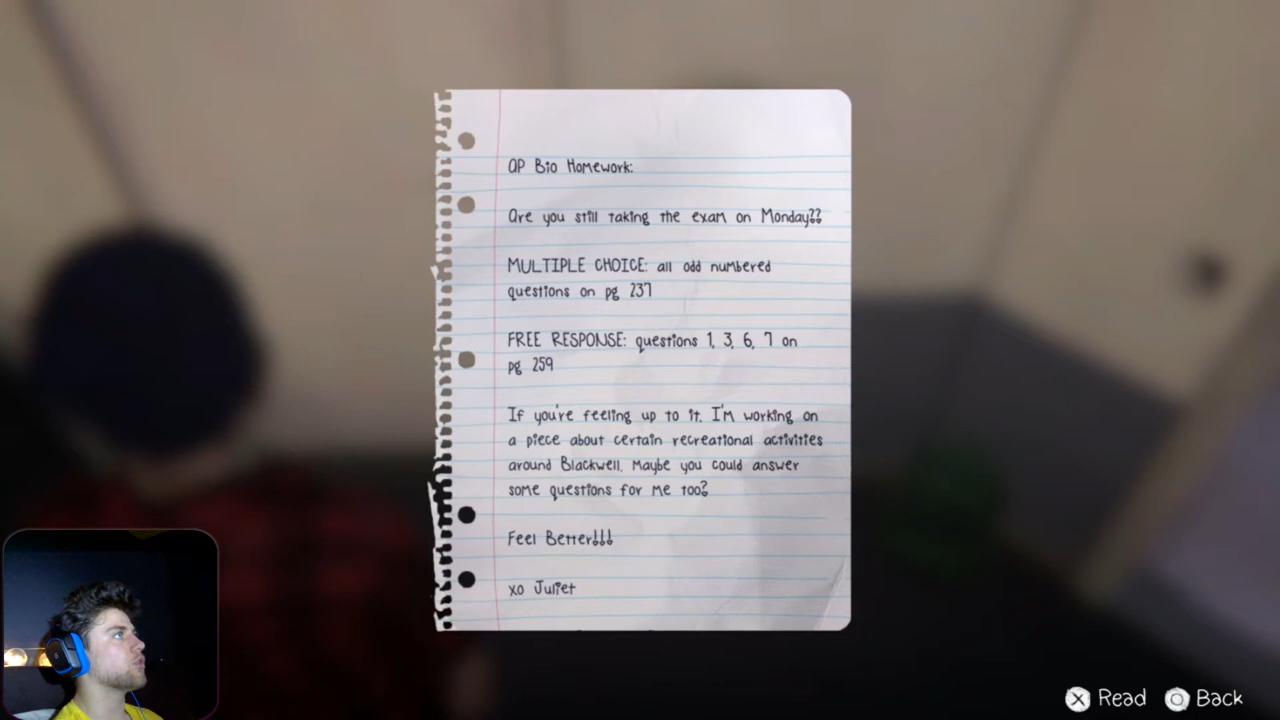 AP Bio Homework:
Are you still taking the exam on Monday??
MULTIPLE CHOICE: all odd numbered
questions on pg 237
FREE RESPONSE: questions 1, 3, 6, 7 on
pg 259
If you're feeling up to it, I'm working on
a piece about certain recreational activities
around Blackwell. Maybe you could answer
some questions for me too?
Feel Better!!!
xo Juliet
Read Back